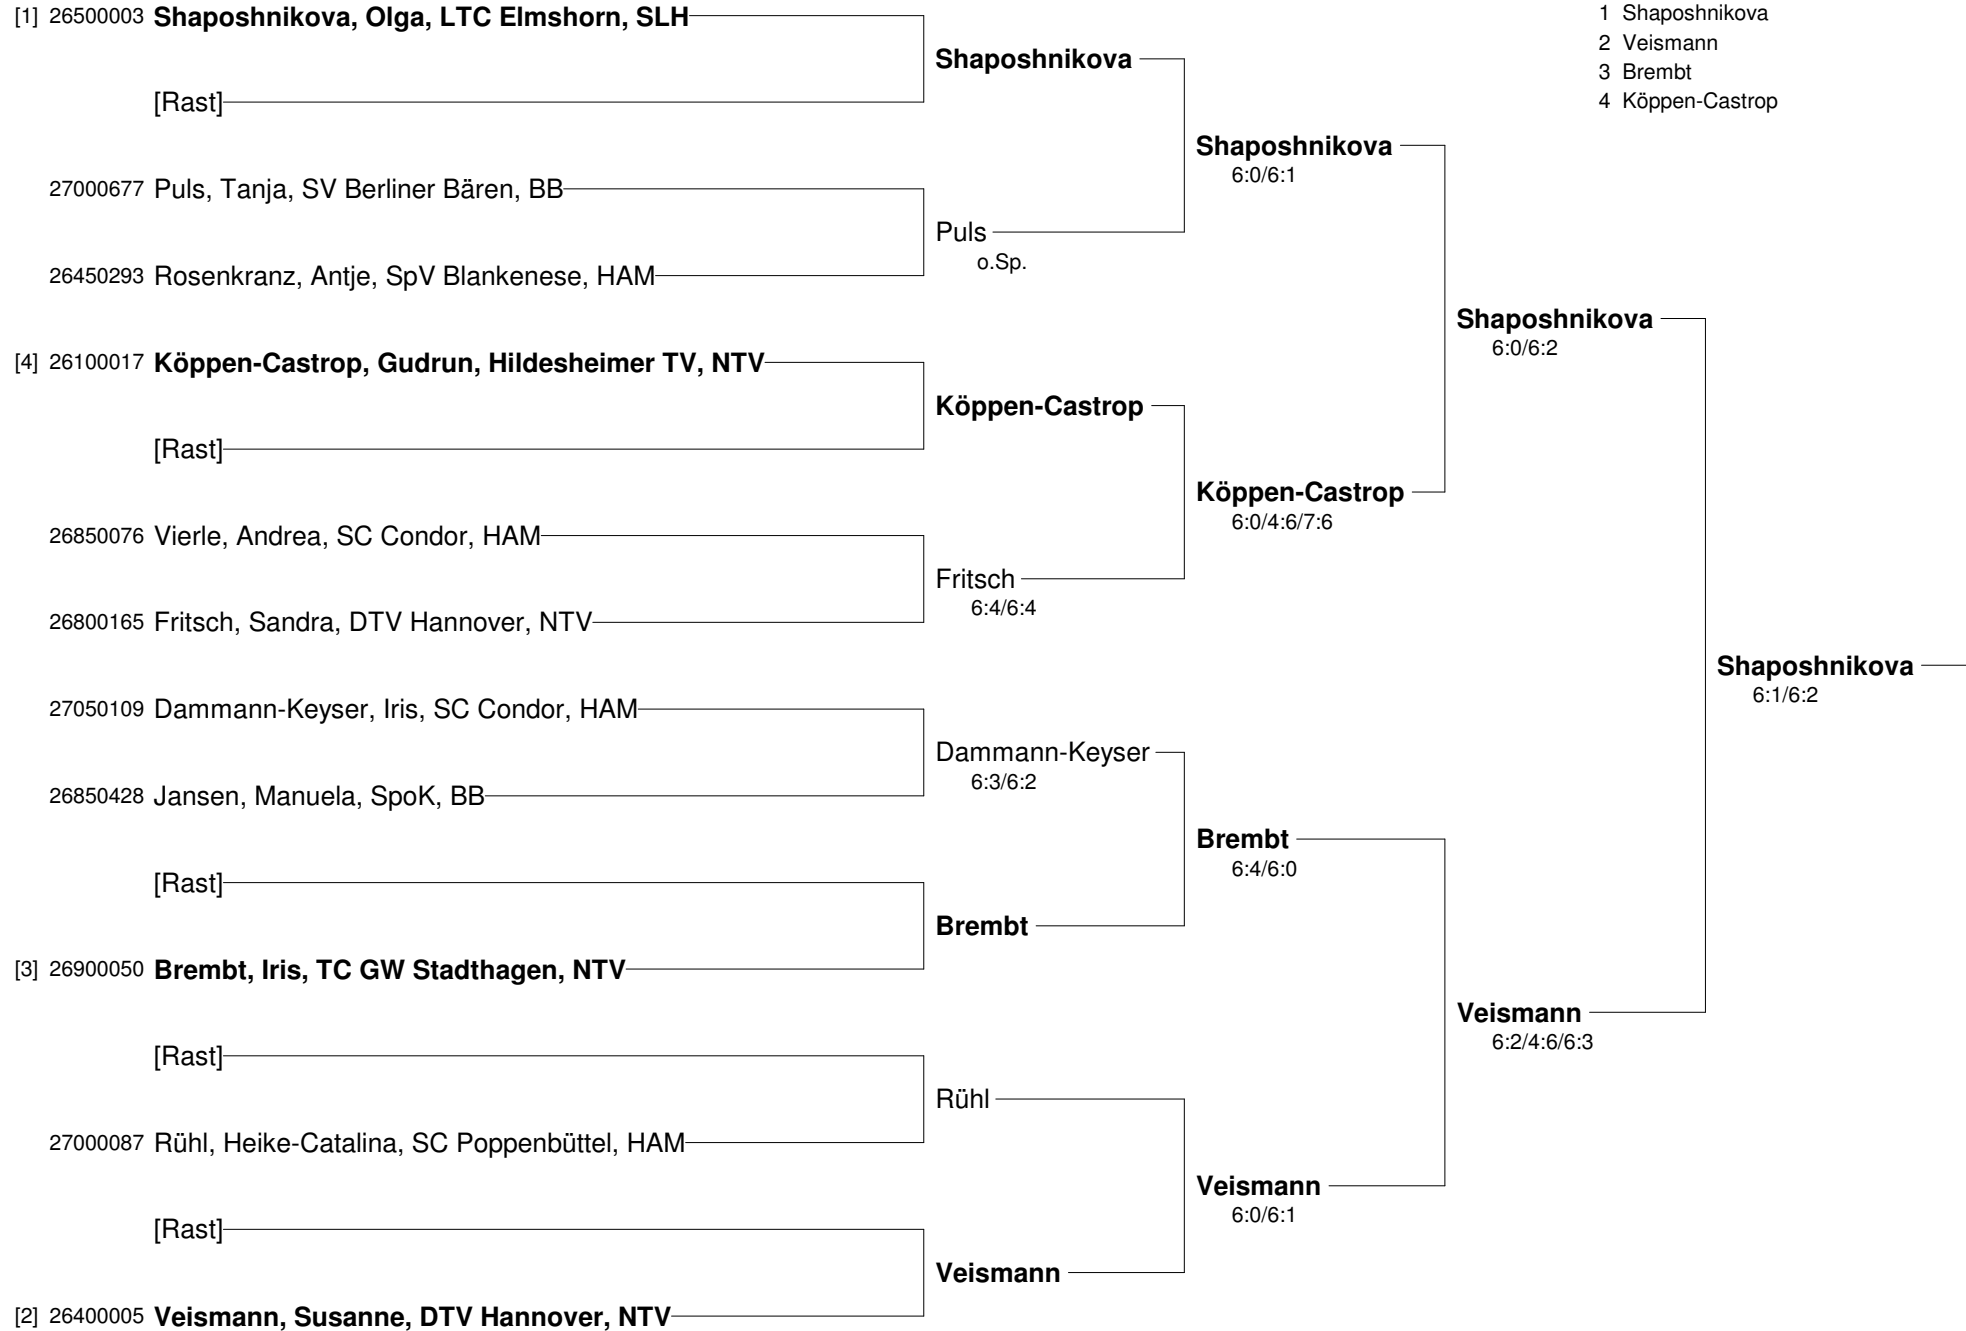 [1] 26500003 Shaposhnikova, Olga, LTC Elmshorn, SLH
[Rast]
27000677 Puls, Tanja, SV Berliner Bären, BB
26450293 Rosenkranz, Antje, SpV Blankenese, HAM
[4] 26100017 Köppen-Castrop, Gudrun, Hildesheimer TV, NTV
[Rast]
26850076 Vierle, Andrea, SC Condor, HAM
26800165 Fritsch, Sandra, DTV Hannover, NTV
27050109 Dammann-Keyser, Iris, SC Condor, HAM
26850428 Jansen, Manuela, SpoK, BB
[Rast]
[3] 26900050 Brembt, Iris, TC GW Stadthagen, NTV
[Rast]
27000087 Rühl, Heike-Catalina, SC Poppenbüttel, HAM
[Rast]
[2] 26400005 Veismann, Susanne, DTV Hannover, NTV
Shaposhnikova
Puls
o.Sp.
Köppen-Castrop
Fritsch
6:4/6:4
Dammann-Keyser
6:3/6:2
Brembt
Rühl
Veismann
Shaposhnikova
6:0/6:1
Köppen-Castrop
6:0/4:6/7:6
Brembt
6:4/6:0
Veismann
6:0/6:1
Shaposhnikova
6:0/6:2
Veismann
6:2/4:6/6:3
Shaposhnikova
6:1/6:2
1 Shaposhnikova
2 Veismann
3 Brembt
4 Köppen-Castrop